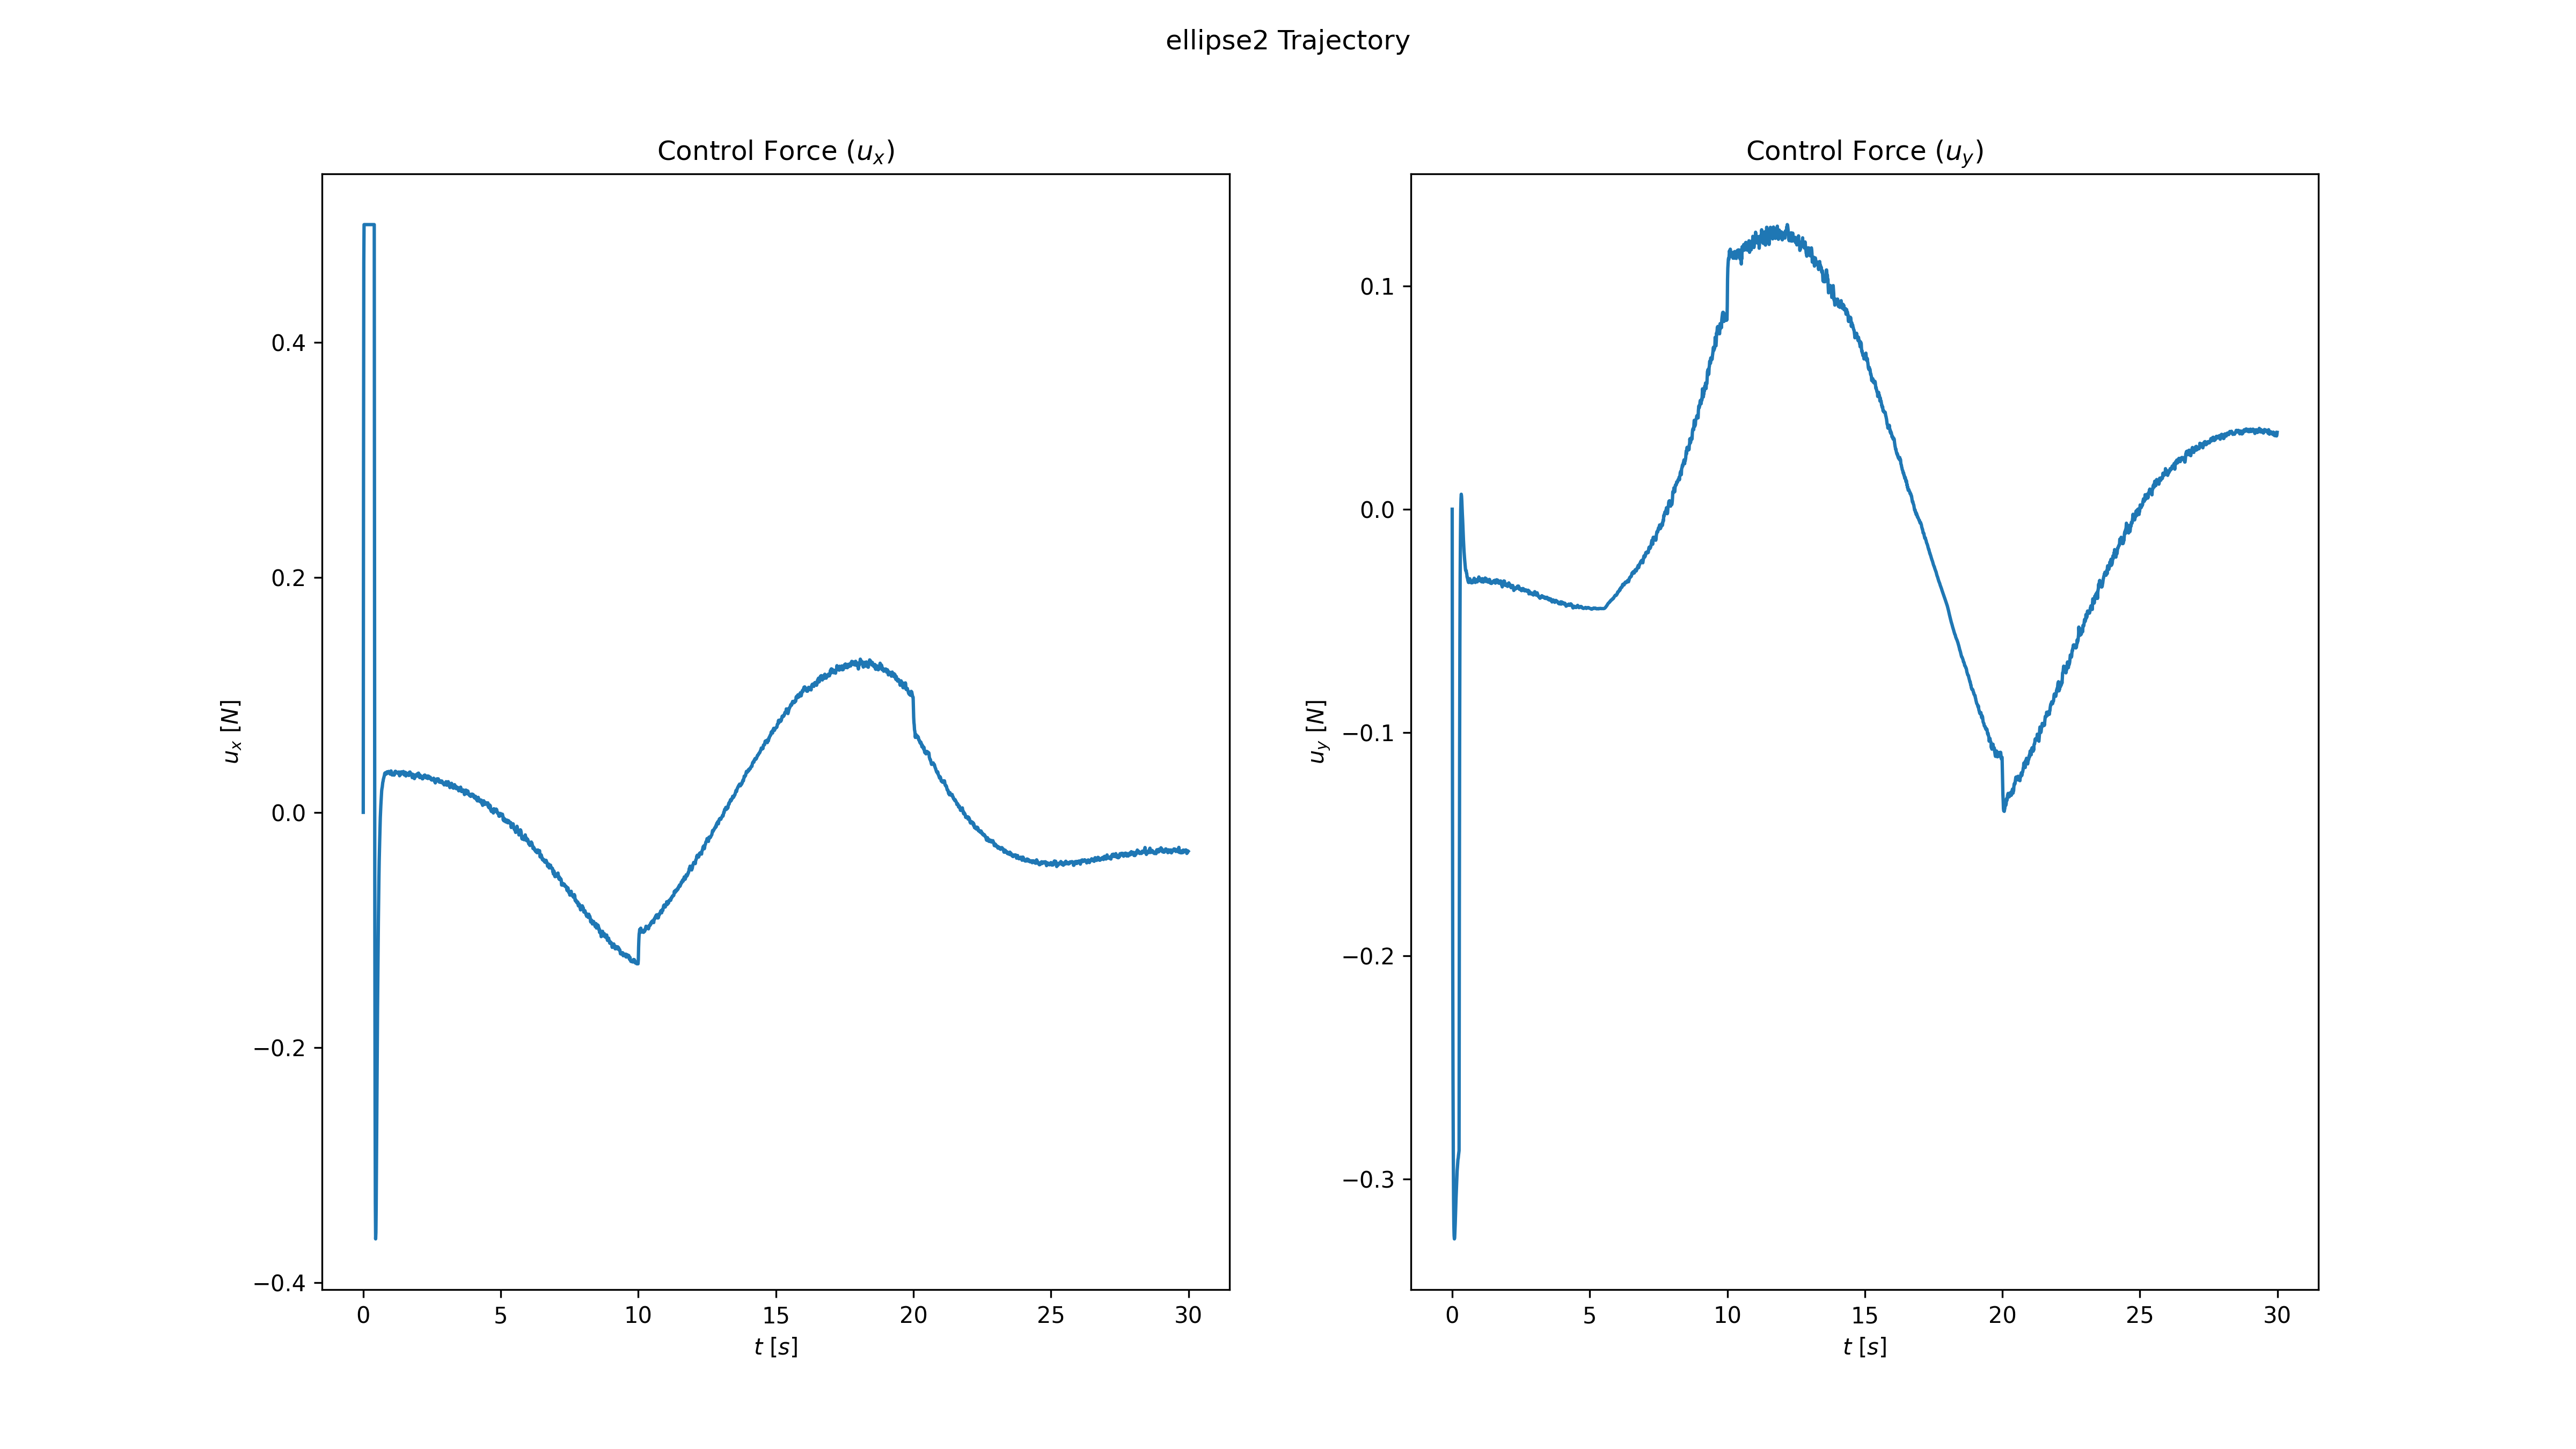 ellipse2 Trajectory
Control Force (uₓ)
0.4
0.2
0.0
−0.2
−0.4
uₓ [N]
0 5 10 15 20 25 30
t [s]
Control Force (u_y)
0.1
0.0
−0.1
−0.2
−0.3
u_y [N]
0 5 10 15 20 25 30
t [s]